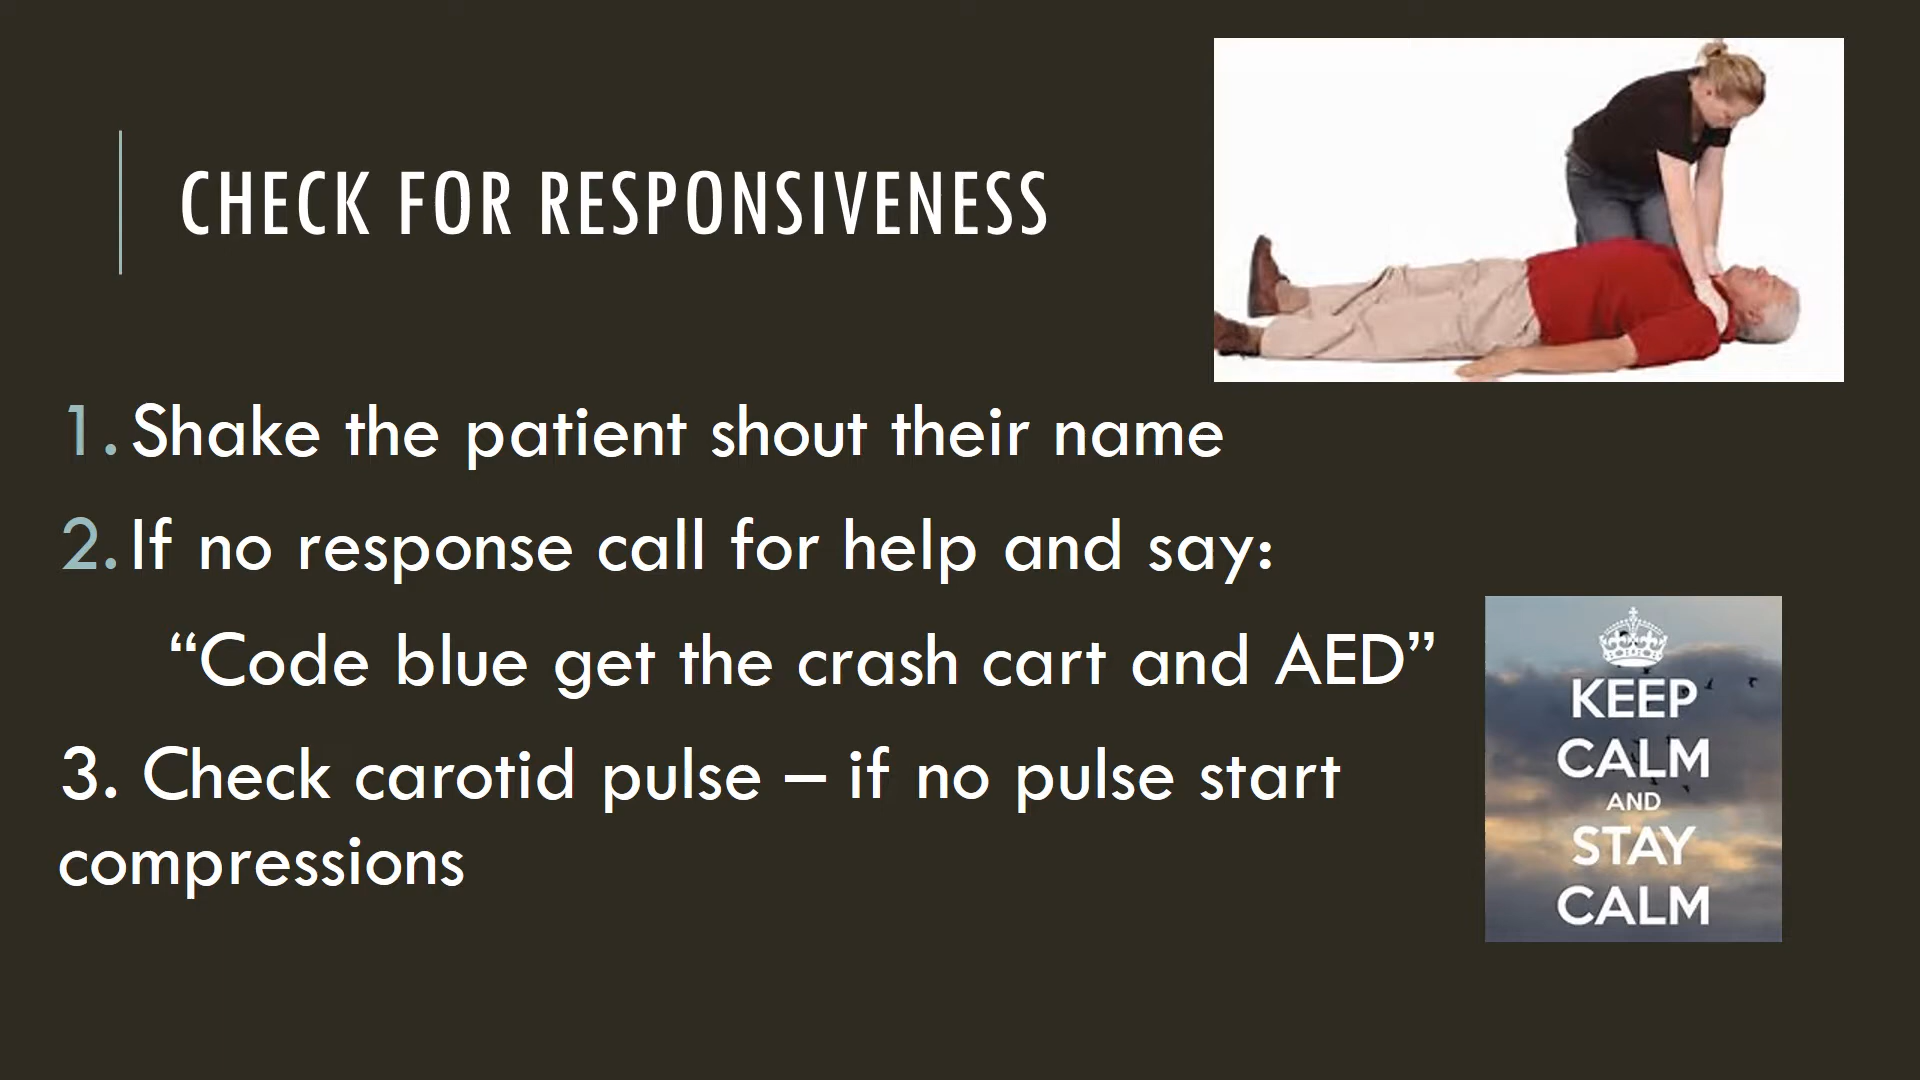 CHECK FOR RESPONSIVENESS
1. Shake the patient shout their name
2. If no response call for help and say:
“Code blue get the crash cart and AED”
3. Check carotid pulse – if no pulse start
compressions
KEEP
CALM
AND
STAY
CALM